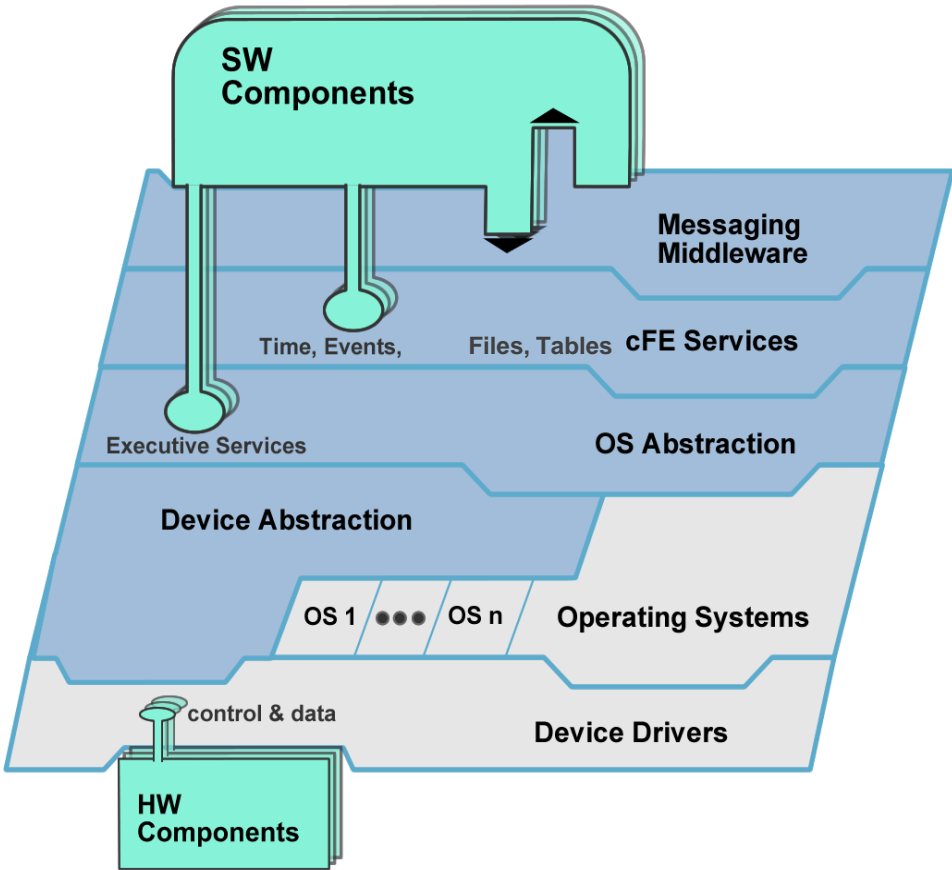 SW
Components
Messaging
Middleware
Time, Events,
Files, Tables
cFE Services
Executive Services
OS Abstraction
Device Abstraction
OS 1
OS n
Operating Systems
control & data
Device Drivers
HW
Components